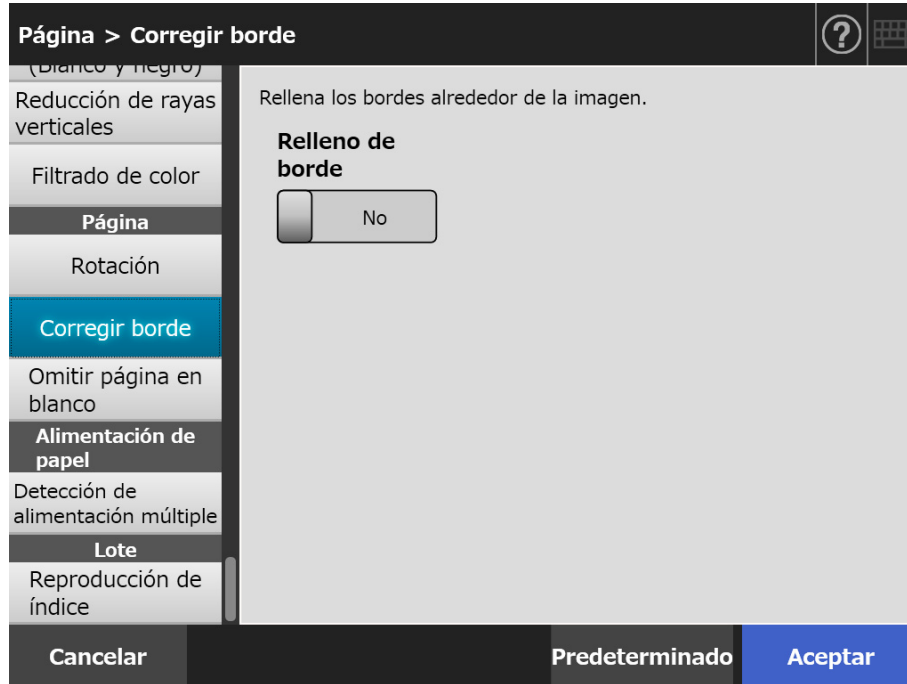 Página > Corregir borde
?
(Blanco y negro)
Reducción de rayas
verticales
Filtrado de color
Página
Rotación
Corregir borde
Omitir página en
blanco
Alimentación de
papel
Detección de
alimentación múltiple
Lote
Reproducción de
índice
Rellena los bordes alrededor de la imagen.
Relleno de
borde
No
Cancelar
Predeterminado
Aceptar